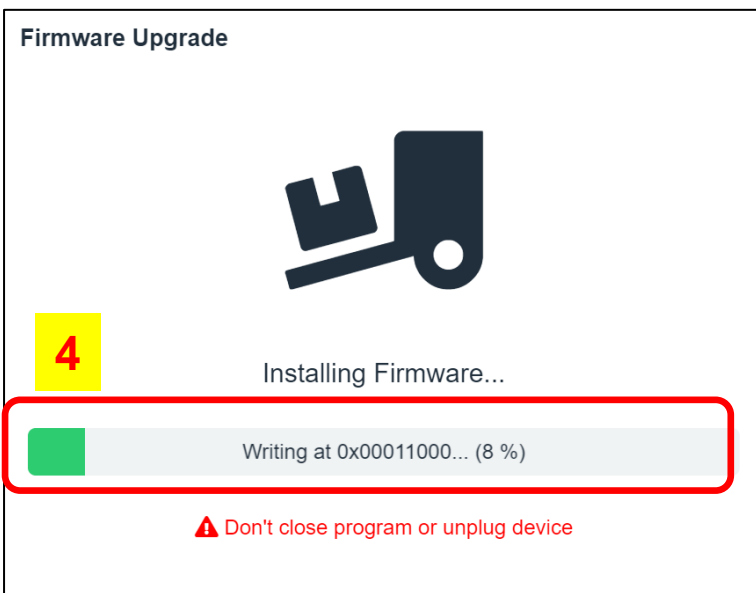 Firmware Upgrade
4
Installing Firmware...
Writing at 0x00011000... (8 %)
Don't close program or unplug device